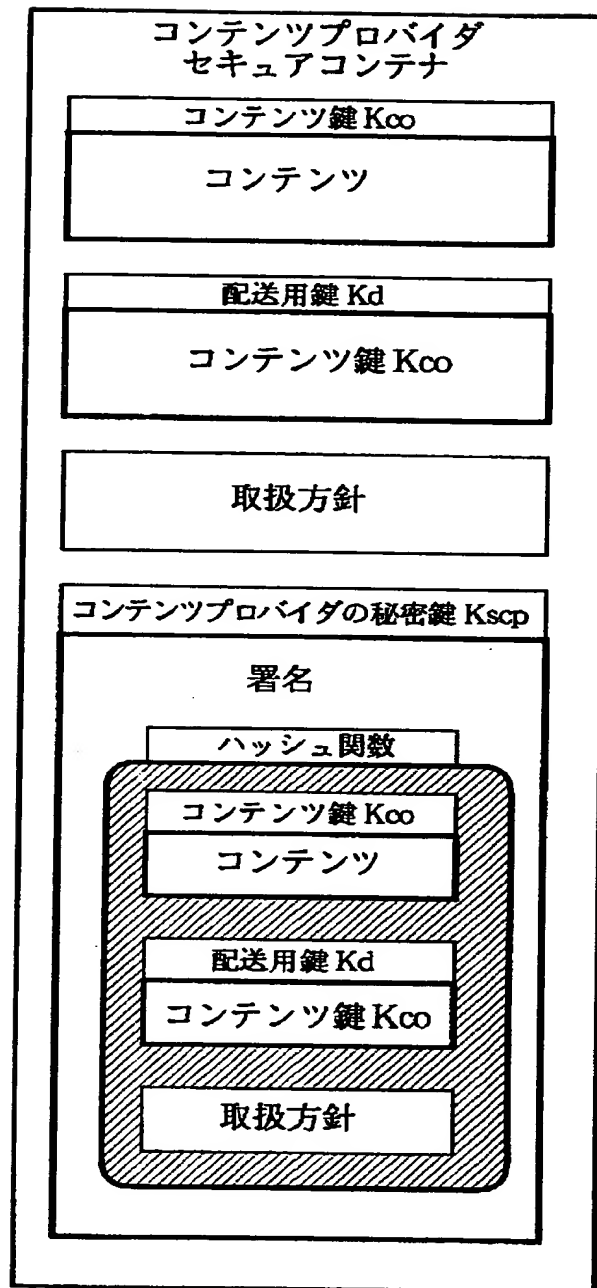 コンテンツプロバイダ
セキュアコンテナ
コンテンツ鍵 Kco
コンテンツ
配送用鍵 Kd
コンテンツ鍵 Kco
取扱方針
コンテンツプロバイダの秘密鍵 Kscp
署名
ハッシュ関数
コンテンツ鍵 Kco
コンテンツ
配送用鍵 Kd
コンテンツ鍵 Kco
取扱方針